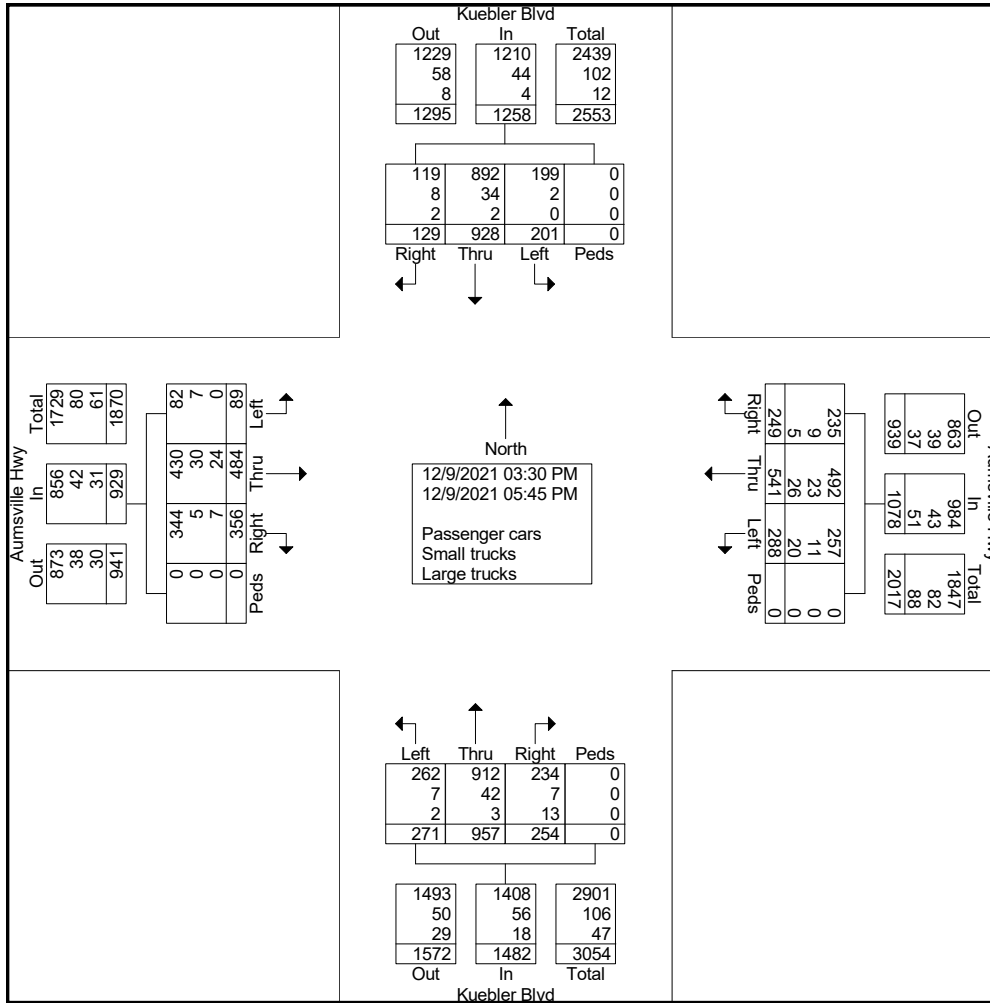 Kuebler Blvd
Out In Total
1229 1210 2439
58 44 102
8 4 12
1295 1258 2553
119 892 199 0
8 34 2 0
2 2 0 0
129 928 201 0
Right Thru Left Peds
Aumsville Hwy
Total In Out
1729 856 873
80 42 38
61 31 30
1870 929 941
82 430 344 0
7 30 5 0
0 24 7 0
89 484 356 0
Left Thru Right Peds
North
12/9/2021 03:30 PM
12/9/2021 05:45 PM
Passenger cars
Small trucks
Large trucks
Out In Total
863 984 1847
39 43 82
37 51 88
939 1078 2017
235 492 257 0
9 23 11 0
5 26 20 0
249 541 288 0
Right Thru Left Peds
Left Thru Right Peds
262 912 234 0
7 42 7 0
2 3 13 0
271 957 254 0
1493 1408 2901
50 56 106
29 18 47
1572 1482 3054
Out In Total
Kuebler Blvd